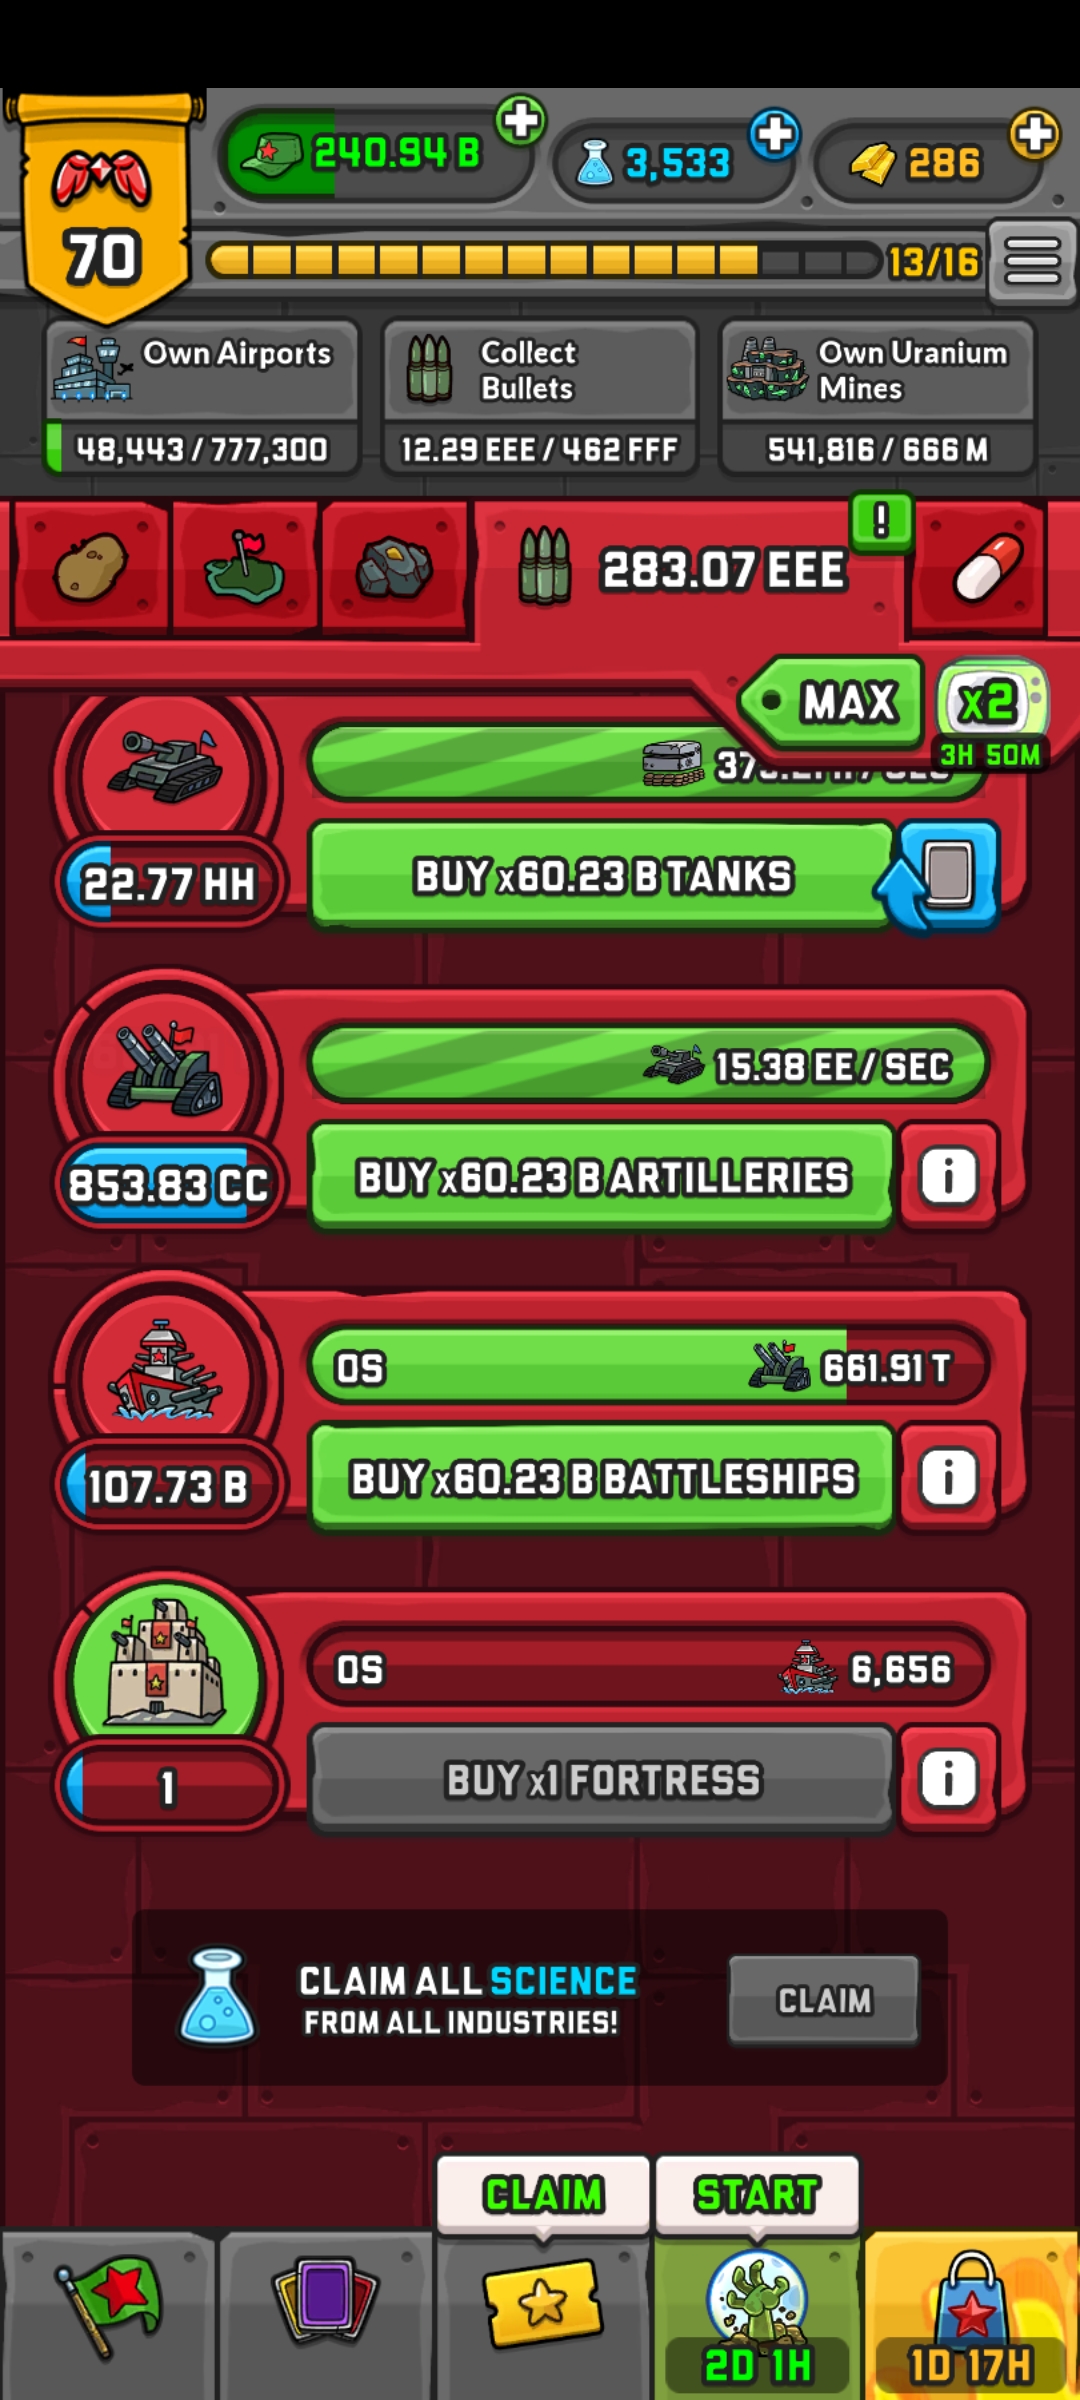 240.94 B
3,533
286
70
13/16
Own Airports
48,443 / 777,300
Collect
Bullets
12.29 EEE / 462 FFF
Own Uranium
Mines
541,816 / 666 M
!
283.07 EEE
MAX
x2
3H 50M
22.77 HH
BUY x60.23 B TANKS
15.38 EE / SEC
853.83 CC
BUY x60.23 B ARTILLERIES
i
0S
661.91 T
107.73 B
BUY x60.23 B BATTLESHIPS
i
0S
6,656
1
BUY x1 FORTRESS
i
CLAIM ALL SCIENCE
FROM ALL INDUSTRIES!
CLAIM
CLAIM
START
2D 1H
1D 17H